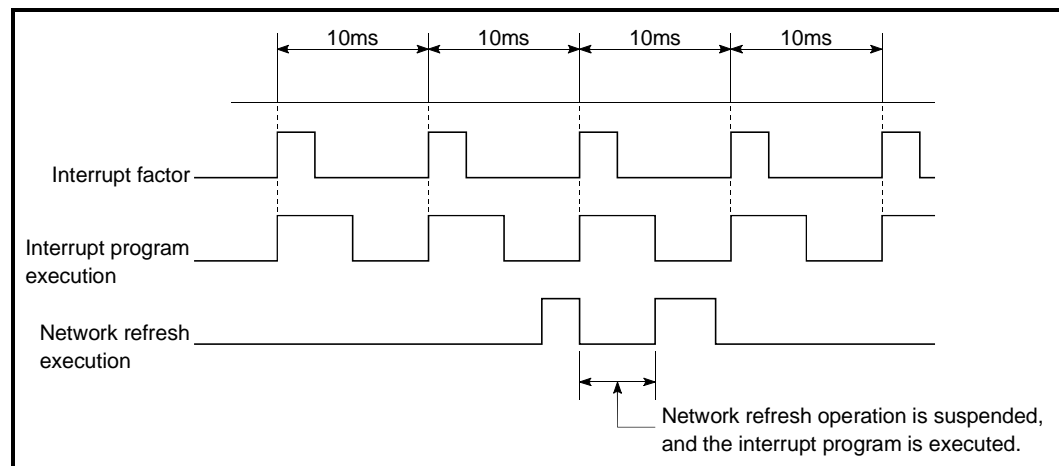 10ms 10ms 10ms 10ms
Interrupt factor
Interrupt program
execution
Network refresh
execution
Network refresh operation is suspended,
and the interrupt program is executed.